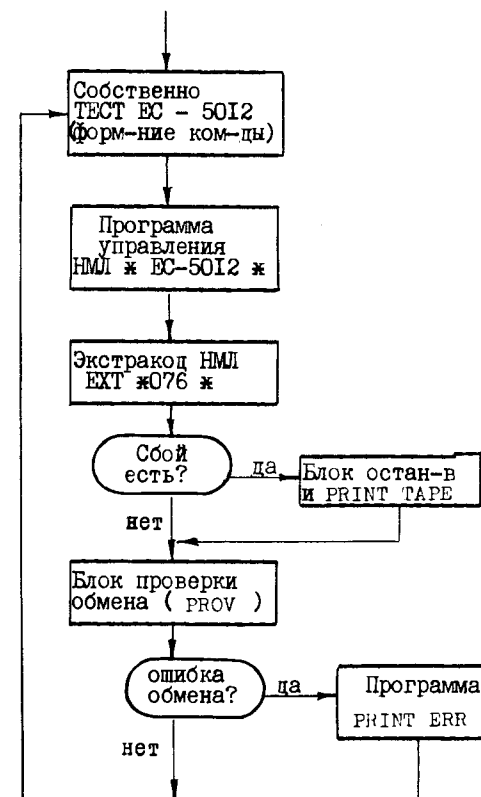 Собственно
ТЕСТ ЕС - 5012
(форм-ние ком-ды)
Программа
управления
НМЛ * ЕС-5012 *
Экстракод НМЛ
EXT *076 *
Сбой
есть?
да
Блок остан-в
и PRINT TAPE
нет
Блок проверки
обмена ( PROV )
ошибка
обмена?
да
Программа
PRINT ERR
нет